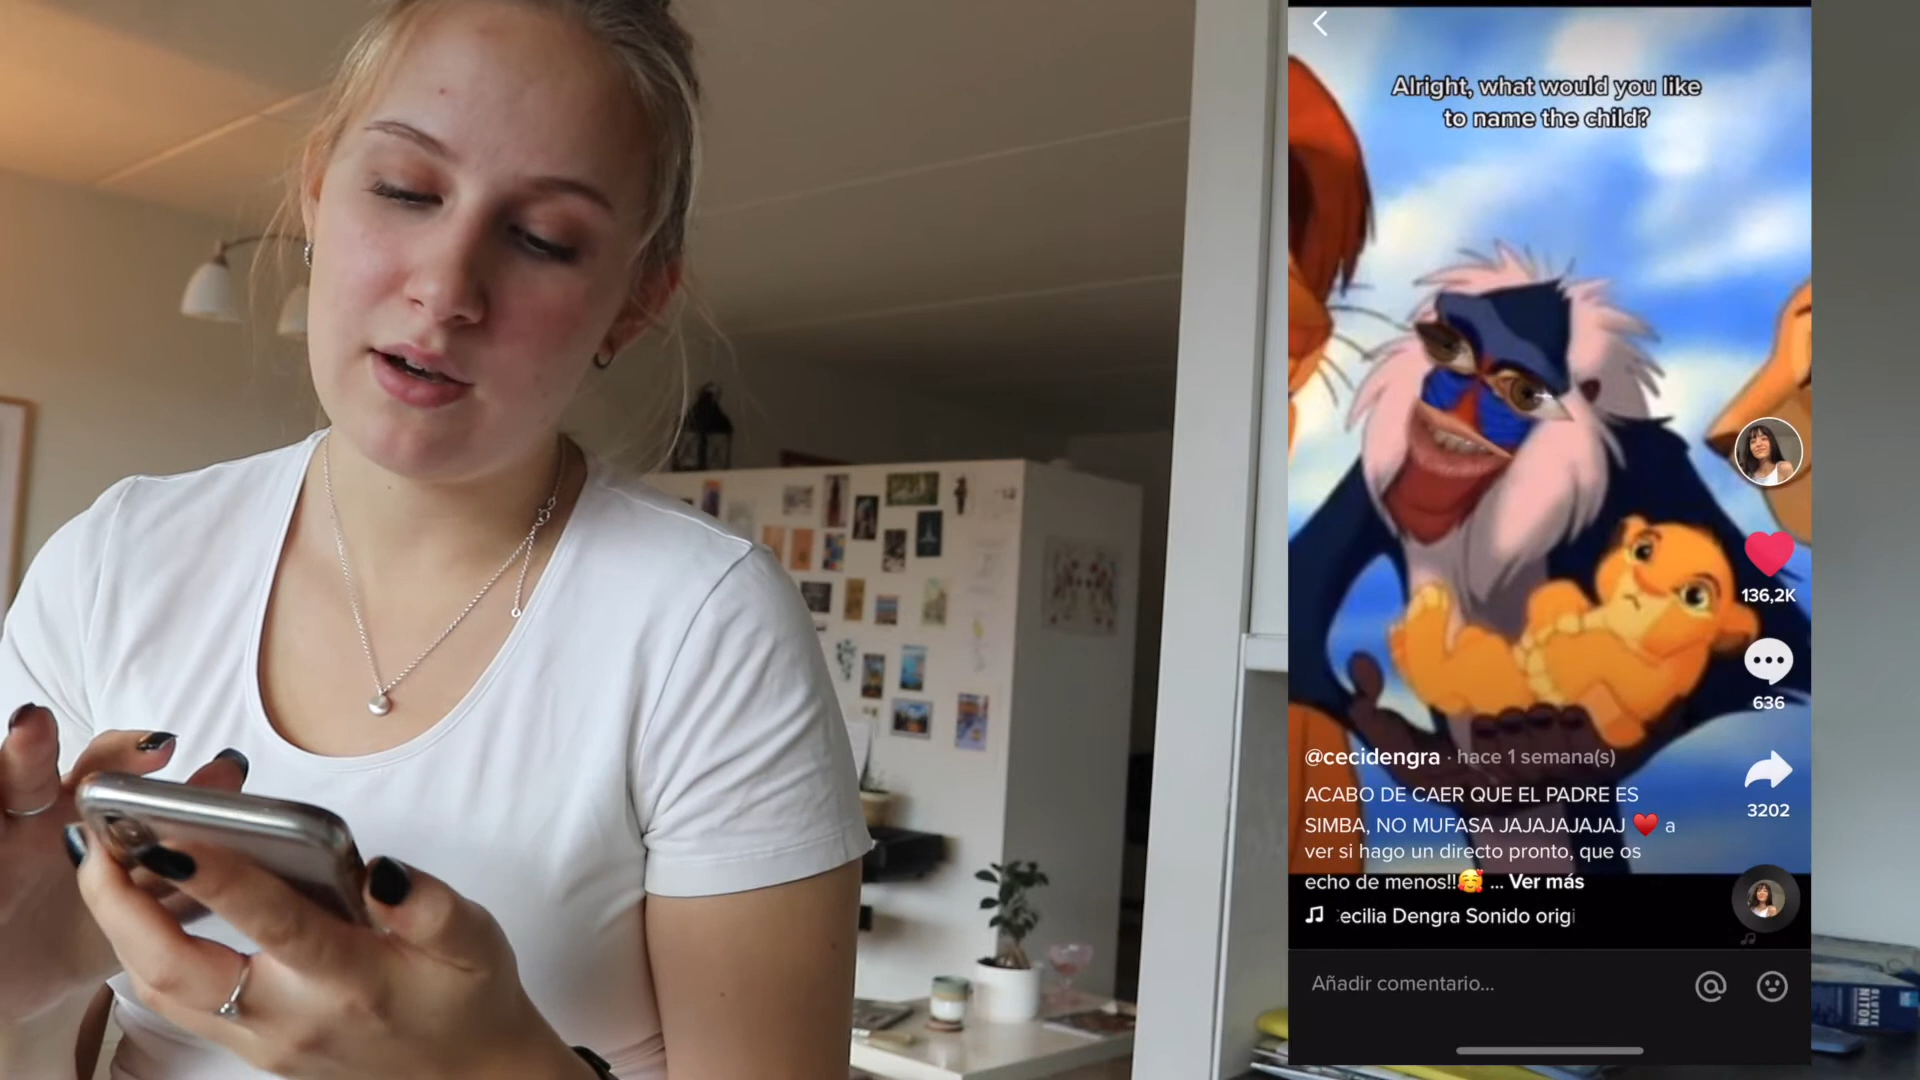 Alright, what would you like
to name the child?
136,2K
636
3202
@cecidengra · hace 1 semana(s)
ACABO DE CAER QUE EL PADRE ES
SIMBA, NO MUFASA JAJAJAJAJAJ ❤️ a
ver si hago un directo pronto, que os
echo de menos!!🥰 ... Ver más
ecilia Dengra Sonido orig
Añadir comentario...